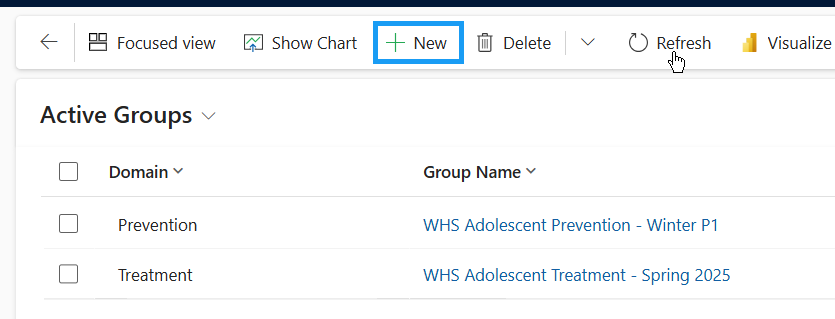 Focused view Show Chart New Delete Refresh Visualize
Active Groups
Domain Group Name
Prevention WHS Adolescent Prevention - Winter P1
Treatment WHS Adolescent Treatment - Spring 2025